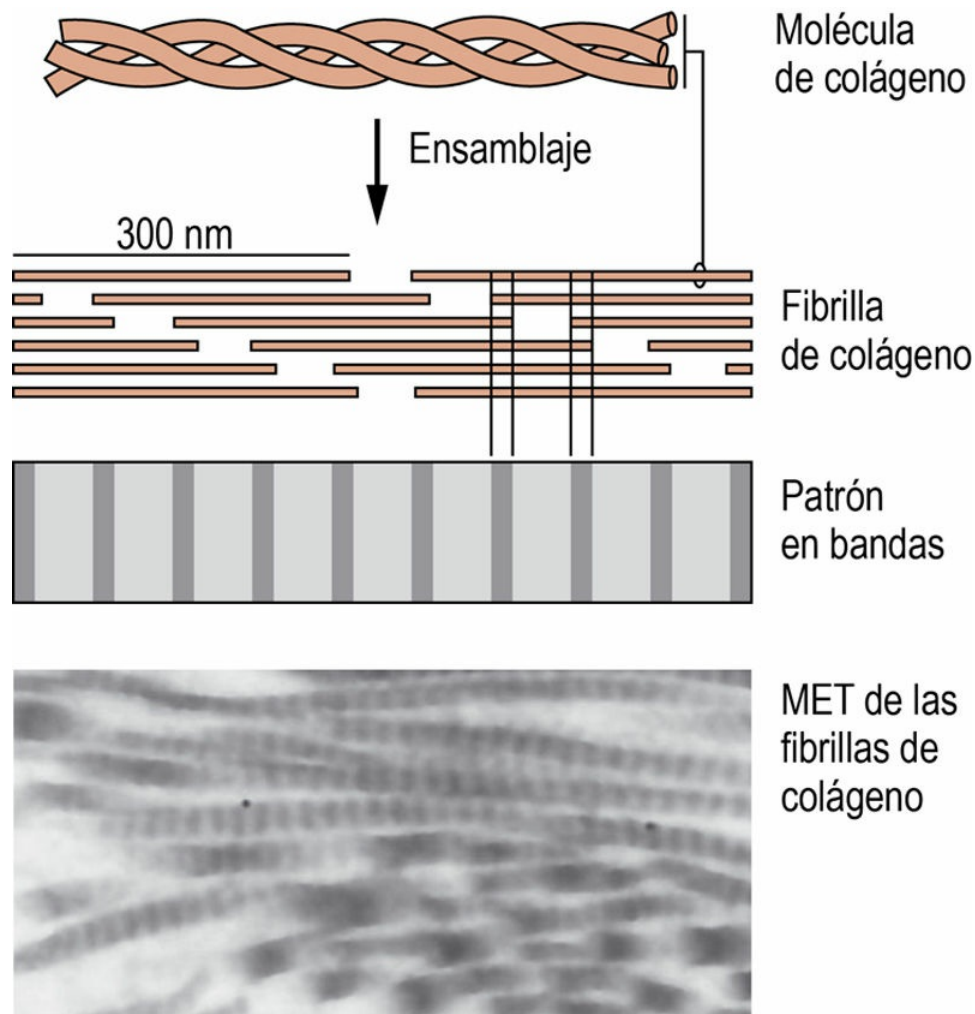 Molécula
de colágeno
Ensamblaje
300 nm
Fibrilla
de colágeno
Patrón
en bandas
MET de las
fibrillas de
colágeno